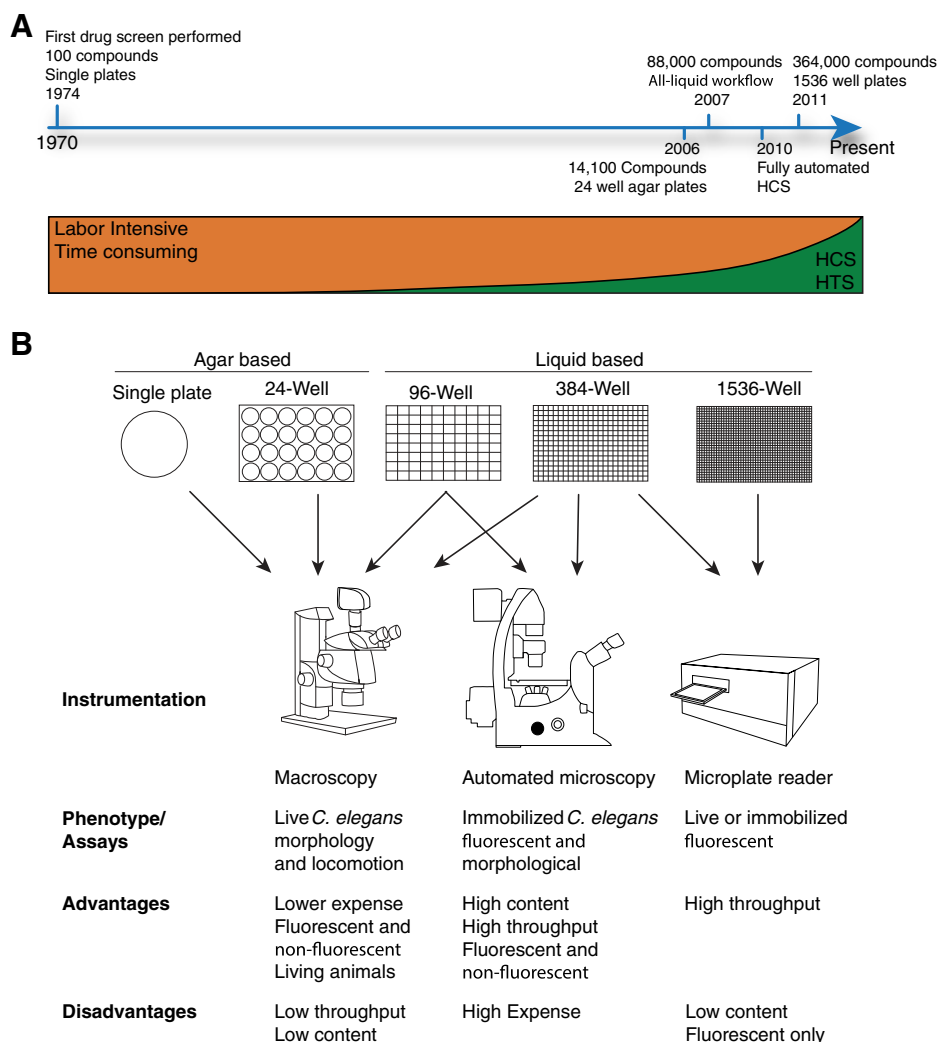 A
First drug screen performed
100 compounds
Single plates
1974
88,000 compounds
All-liquid workflow
2007
364,000 compounds
1536 well plates
2011
1970
2006
14,100 Compounds
24 well agar plates
2010
Fully automated
HCS
Present
Labor Intensive
Time consuming
HCS
HTS
B
Agar based
Liquid based
Single plate
24-Well
96-Well
384-Well
1536-Well
Instrumentation
Macroscopy
Automated microscopy
Microplate reader
Phenotype/
Assays
Live C. elegans
morphology
and locomotion
Immobilized C. elegans
fluorescent and
morphological
Live or immobilized
fluorescent
Advantages
Lower expense
Fluorescent and
non-fluorescent
Living animals
High content
High throughput
Fluorescent and
non-fluorescent
High throughput
Disadvantages
Low throughput
Low content
High Expense
Low content
Fluorescent only